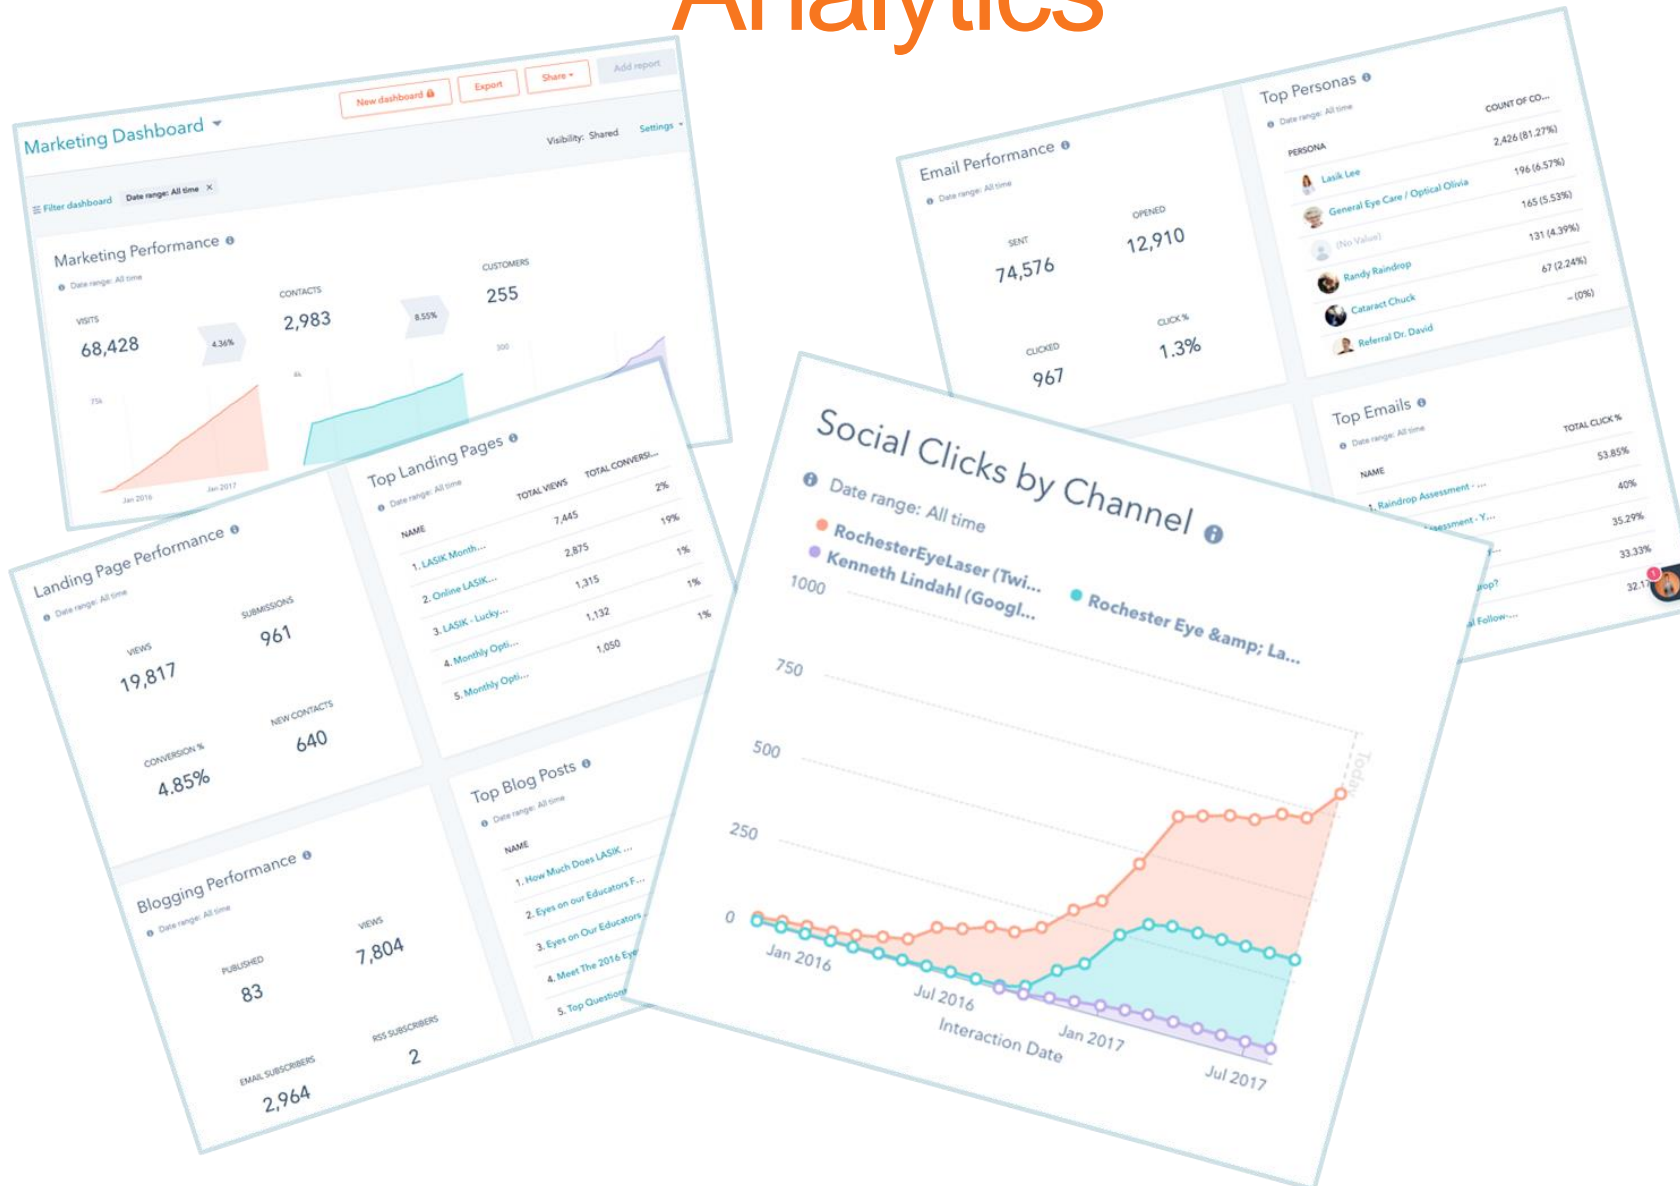 Analytics
Marketing Dashboard
New dashboard
Export
Share
Add report
Visibility: Shared
Settings
Filter dashboard
Date range: All time X
Marketing Performance
Date range: All time
VISITS
68,428
4.36%
CONTACTS
2,983
8.55%
CUSTOMERS
255
75k
4k
300
Jan 2016
Jan 2017
Landing Page Performance
Date range: All time
VIEWS
19,817
SUBMISSIONS
961
CONVERSION %
4.85%
NEW CONTACTS
640
Top Landing Pages
Date range: All time
NAME TOTAL VIEWS TOTAL CONVERSI...
1. LASIK Month... 7,445 2%
2. Online LASIK... 2,875 19%
3. LASIK - Lucky... 1,315 1%
4. Monthly Opti... 1,132 1%
5. Monthly Opti... 1,050 1%
Blogging Performance
Date range: All time
PUBLISHED
83
VIEWS
7,804
EMAIL SUBSCRIBERS
2,964
RSS SUBSCRIBERS
2
Top Blog Posts
Date range: All time
NAME
1. How Much Does LASIK ...
2. Eyes on our Educators F...
3. Eyes on Our Educators
4. Meet The 2016 Eye
5. Top Question
Email Performance
Date range: All time
SENT
74,576
OPENED
12,910
CLICKED
967
CLICK %
1.3%
Top Personas
Date range: All time
PERSONA COUNT OF CO...
Lasik Lee 2,426 (81.27%)
General Eye Care / Optical Olivia 196 (6.57%)
(No Value) 165 (5.53%)
Randy Raindrop 131 (4.39%)
Cataract Chuck 67 (2.24%)
Referral Dr. David – (0%)
Top Emails
Date range: All time
NAME TOTAL CLICK %
1. Raindrop Assessment - ... 53.85%
ssessment - Y... 40%
35.29%
rop? 33.33%
al Follow-... 32.1
1
Social Clicks by Channel
Date range: All time
RochesterEyeLaser (Twi...
Rochester Eye &amp; La...
Kenneth Lindahl (Googl...
1000
750
500
250
0
Today
Jan 2016
Jul 2016
Jan 2017
Jul 2017
Interaction Date